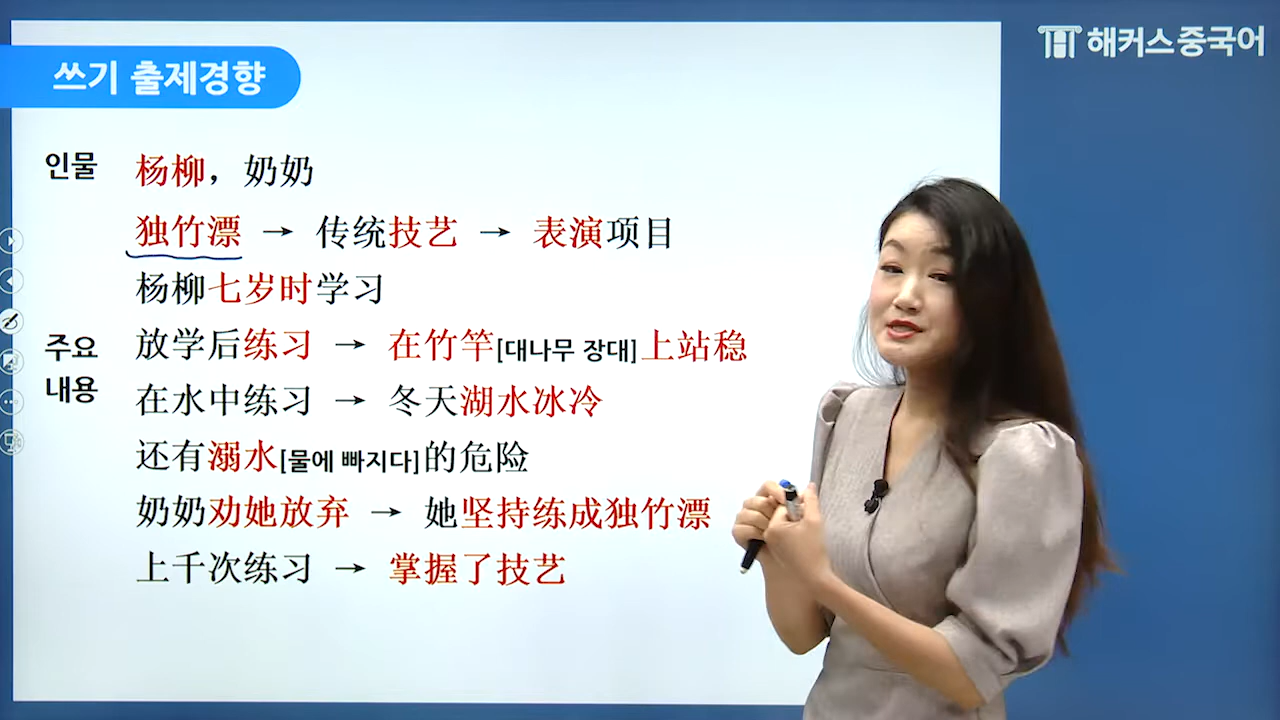 해커스중국어
쓰기 출제경향
인물 杨柳，奶奶
独竹漂 → 传统技艺 → 表演项目
杨柳七岁时学习
주요 내용
放学后练习 → 在竹竿[대나무 장대]上站稳
在水中练习 → 冬天湖水冰冷
还有溺水[물에 빠지다]的危险
奶奶劝她放弃 → 她坚持练成独竹漂
上千次练习 → 掌握了技艺